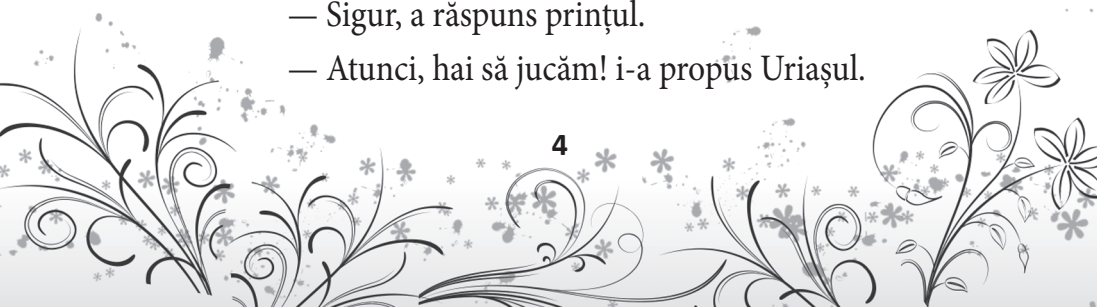 — Sigur, a răspuns prințul.
— Atunci, hai să jucăm! i-a propus Uriașul.
4